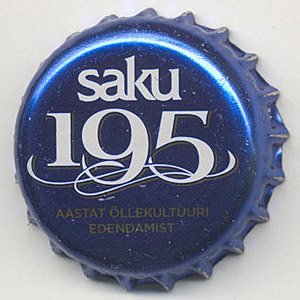 saku
195
AASTAT ÕLLEKULTUURI
EDENDAMIST